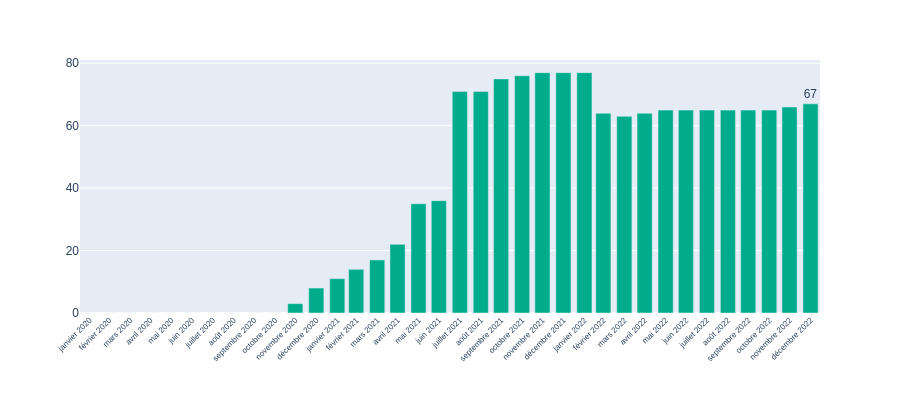 80
60
40
20
0
67
janvier 2020
février 2020
mars 2020
avril 2020
mai 2020
juin 2020
juillet 2020
août 2020
septembre 2020
octobre 2020
novembre 2020
décembre 2020
janvier 2021
février 2021
mars 2021
avril 2021
mai 2021
juin 2021
juillet 2021
août 2021
septembre 2021
octobre 2021
novembre 2021
décembre 2021
janvier 2022
février 2022
mars 2022
avril 2022
mai 2022
juin 2022
juillet 2022
août 2022
septembre 2022
octobre 2022
novembre 2022
décembre 2022